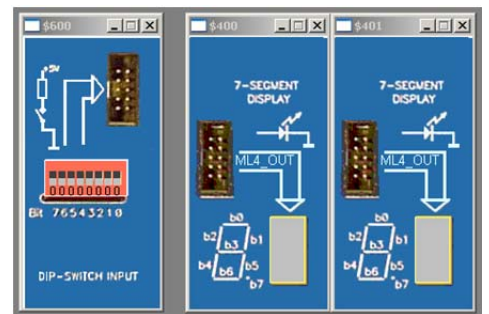 $600
+5V
00000000
Bit 76543210
DIP-SWITCH INPUT
$400
7-SEGMENT
DISPLAY
ML4_OUT
b0
b2 b1
b3
b4 b5
b6
b7
$401
7-SEGMENT
DISPLAY
ML4_OUT
b0
b2 b1
b3
b4 b5
b6
b7